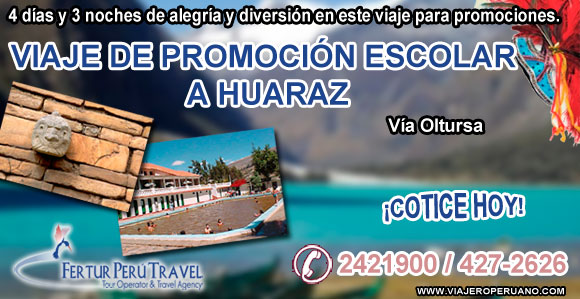 4 días y 3 noches de alegría y diversión en este viaje para promociones.
VIAJE DE PROMOCIÓN ESCOLAR
A HUARAZ
Vía Oltursa
¡COTICE HOY!
FERTUR PERÚ TRAVEL
Tour Operator & Travel Agency
2421900 / 427-2626
WWW.VIAJEROPERUANO.COM